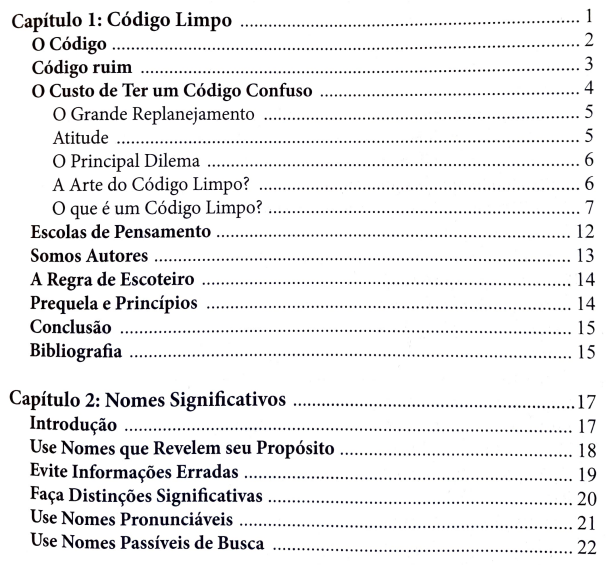 Capítulo 1: Código Limpo ........ 1
O Código ........ 2
Código ruim ........ 3
O Custo de Ter um Código Confuso ........ 4
O Grande Replanejamento ........ 5
Atitude ........ 5
O Principal Dilema ........ 6
A Arte do Código Limpo? ........ 6
O que é um Código Limpo? ........ 7
Escolas de Pensamento ........ 12
Somos Autores ........ 13
A Regra de Escoteiro ........ 14
Prequela e Princípios ........ 14
Conclusão ........ 15
Bibliografia ........ 15
Capítulo 2: Nomes Significativos ........ 17
Introdução ........ 17
Use Nomes que Revelem seu Propósito ........ 18
Evite Informações Erradas ........ 19
Faça Distinções Significativas ........ 20
Use Nomes Pronunciáveis ........ 21
Use Nomes Passíveis de Busca ........ 22